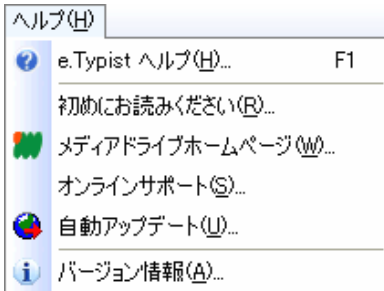 ヘルプ(H)
e.Typist ヘルプ(H)... F1
初めにお読みください(R)...
メディアドライブホームページ(W)...
オンラインサポート(S)...
自動アップデート(U)...
バージョン情報(A)...